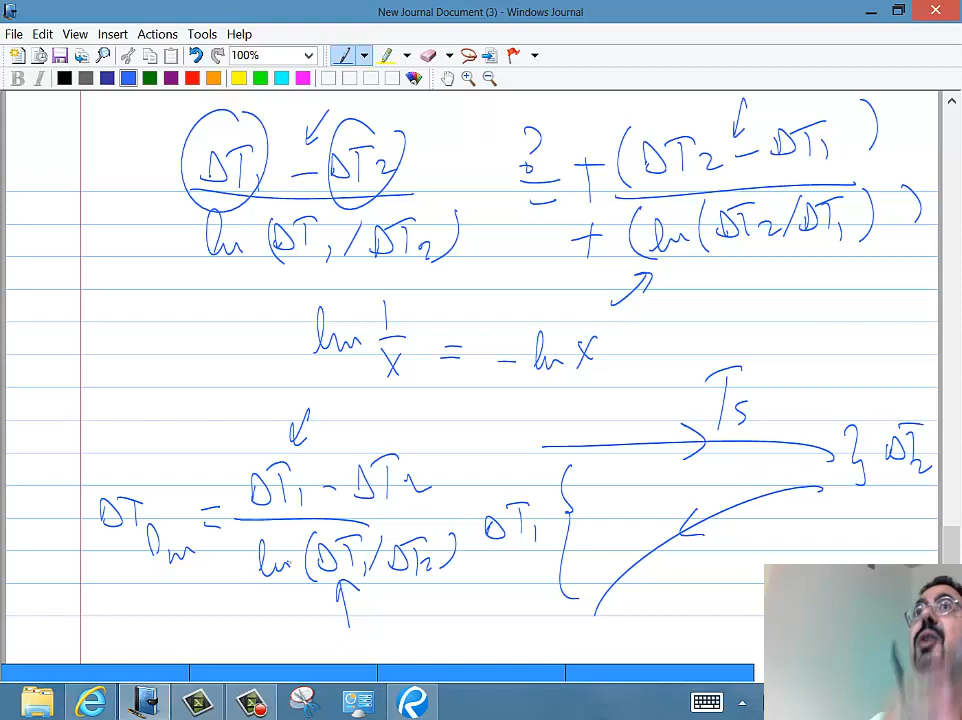 New Journal Document (3) - Windows Journal
File Edit View Insert Actions Tools Help
100%
B I
ΔT1 - ΔT2 ? = + (ΔT2 - ΔT1)
ln (ΔT1/ΔT2) + (ln(ΔT2/ΔT1))
ln 1/x = - ln x
Ts
} ΔT2
ΔTlm = ΔT1 - ΔT2 / ln(ΔT1/ΔT2)
ΔT1 {